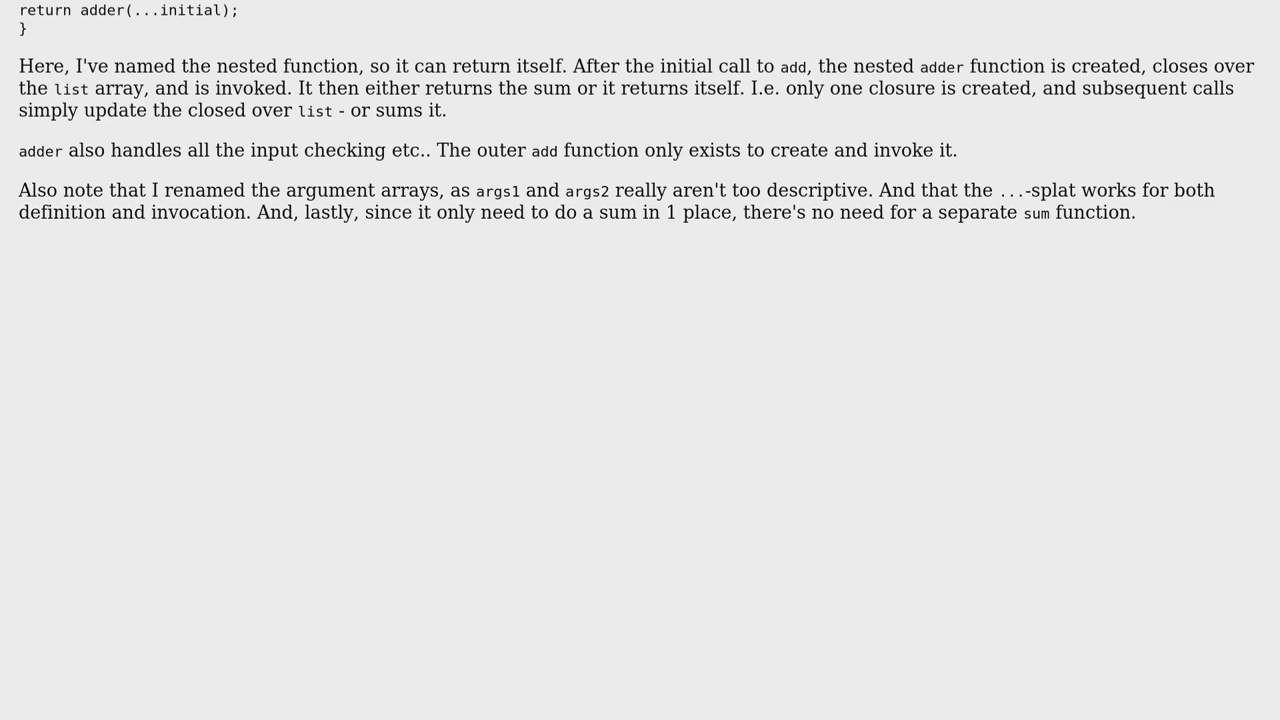 return adder(...initial);
}
Here, I've named the nested function, so it can return itself. After the initial call to add, the nested adder function is created, closes over
the list array, and is invoked. It then either returns the sum or it returns itself. I.e. only one closure is created, and subsequent calls
simply update the closed over list - or sums it.
adder also handles all the input checking etc.. The outer add function only exists to create and invoke it.
Also note that I renamed the argument arrays, as args1 and args2 really aren't too descriptive. And that the ...-splat works for both
definition and invocation. And, lastly, since it only need to do a sum in 1 place, there's no need for a separate sum function.